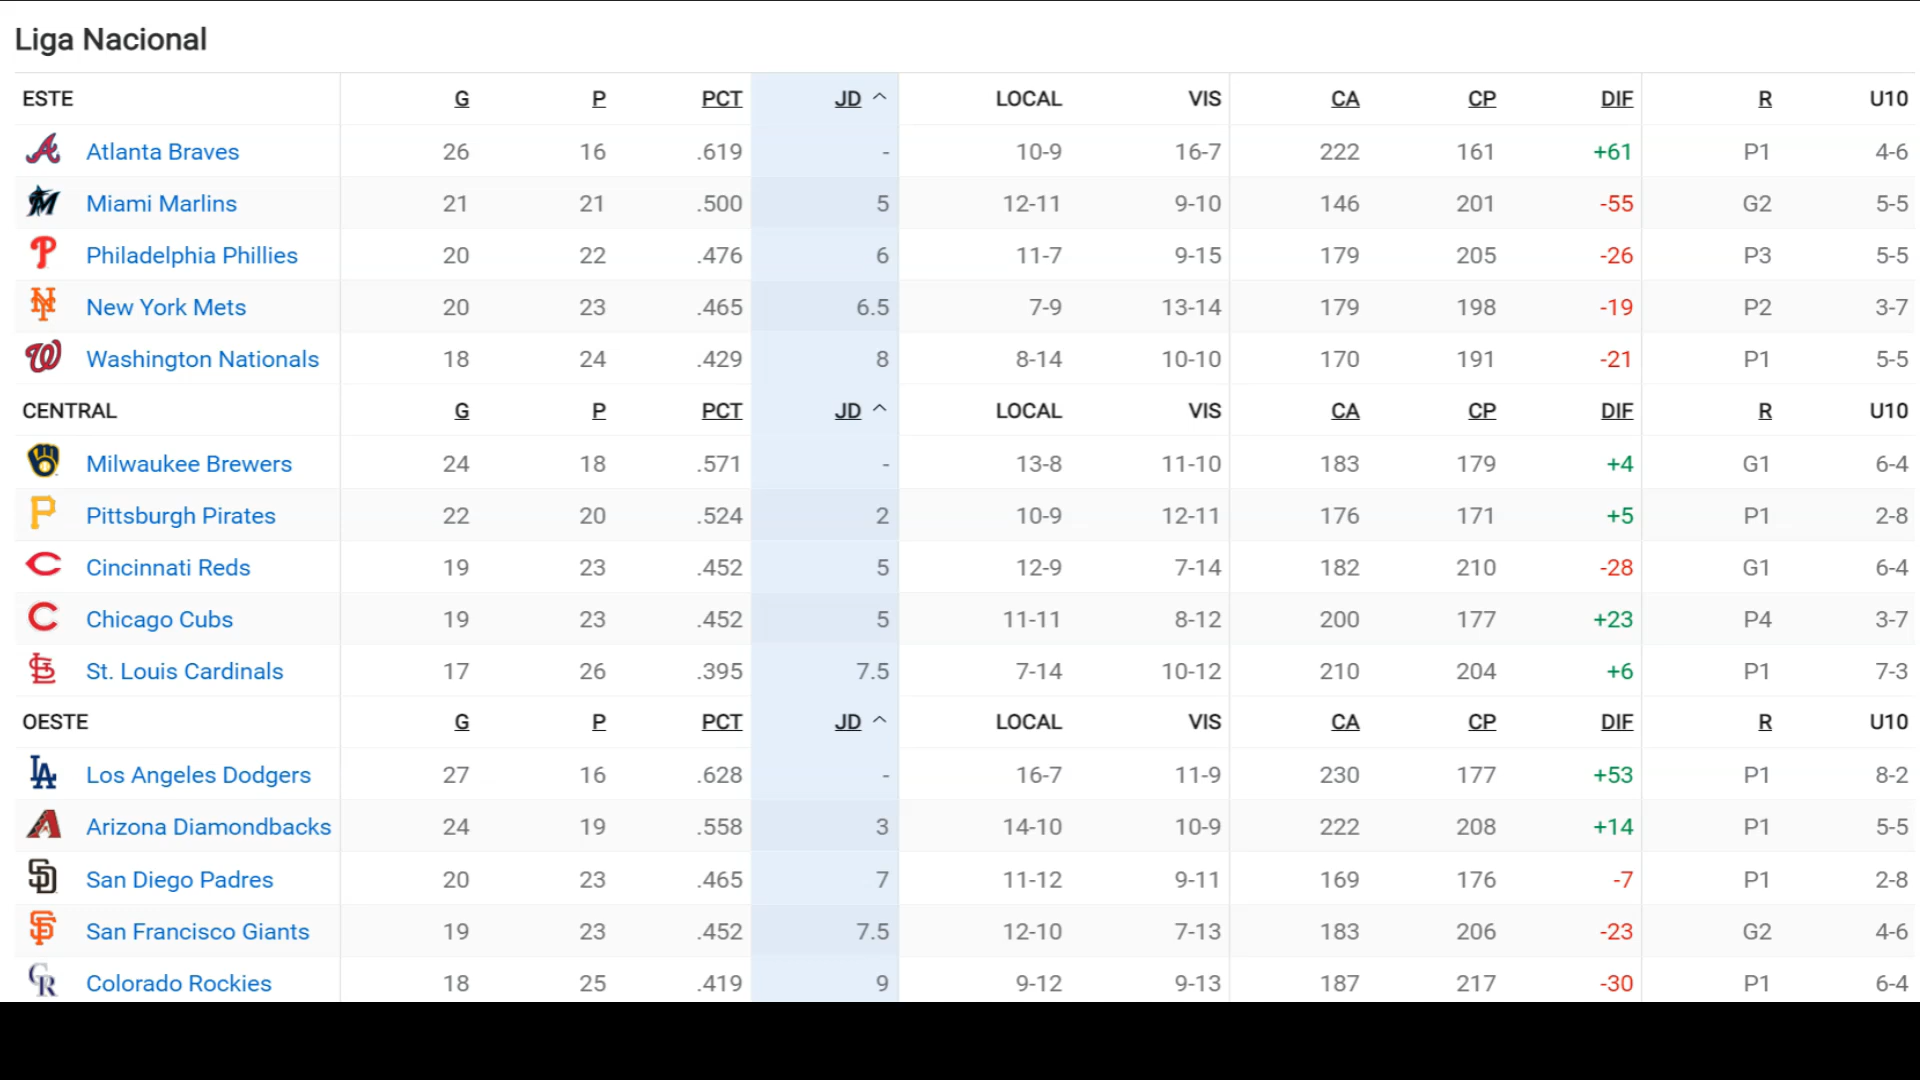 Liga Nacional
ESTE G P PCT JD LOCAL VIS CA CP DIF R U10
Atlanta Braves 26 16 .619 - 10-9 16-7 222 161 +61 P1 4-6
Miami Marlins 21 21 .500 5 12-11 9-10 146 201 -55 G2 5-5
Philadelphia Phillies 20 22 .476 6 11-7 9-15 179 205 -26 P3 5-5
New York Mets 20 23 .465 6.5 7-9 13-14 179 198 -19 P2 3-7
Washington Nationals 18 24 .429 8 8-14 10-10 170 191 -21 P1 5-5
CENTRAL G P PCT JD LOCAL VIS CA CP DIF R U10
Milwaukee Brewers 24 18 .571 - 13-8 11-10 183 179 +4 G1 6-4
Pittsburgh Pirates 22 20 .524 2 10-9 12-11 176 171 +5 P1 2-8
Cincinnati Reds 19 23 .452 5 12-9 7-14 182 210 -28 G1 6-4
Chicago Cubs 19 23 .452 5 11-11 8-12 200 177 +23 P4 3-7
St. Louis Cardinals 17 26 .395 7.5 7-14 10-12 210 204 +6 P1 7-3
OESTE G P PCT JD LOCAL VIS CA CP DIF R U10
Los Angeles Dodgers 27 16 .628 - 16-7 11-9 230 177 +53 P1 8-2
Arizona Diamondbacks 24 19 .558 3 14-10 10-9 222 208 +14 P1 5-5
San Diego Padres 20 23 .465 7 11-12 9-11 169 176 -7 P1 2-8
San Francisco Giants 19 23 .452 7.5 12-10 7-13 183 206 -23 G2 4-6
Colorado Rockies 18 25 .419 9 9-12 9-13 187 217 -30 P1 6-4